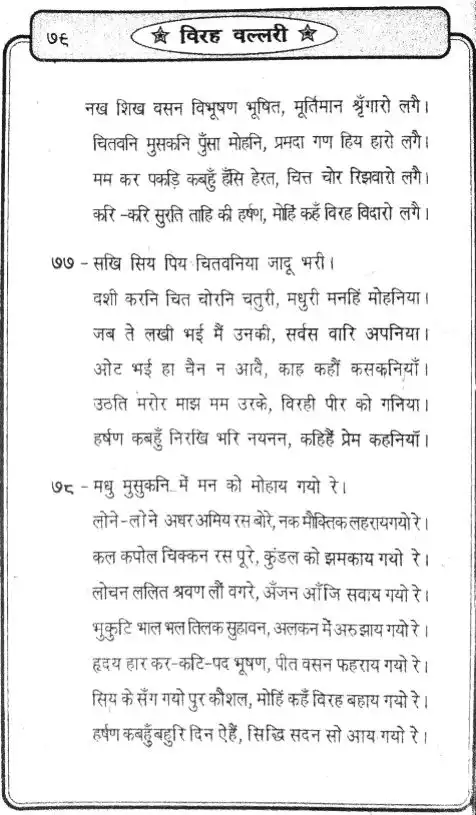 ७९
☆ विरह वल्लरी ☆
नख शिख वसन विभूषण भूषित, मूर्तिमान श्रृँगारो लगै।
चितवनि मुसकनि पुँसा मोहनि, प्रमदा गण हिय हारो लगै।
मम कर पकड़ि कबहुँ हँसि हेरत, चित्त चोर रिझवारो लगै।
करि -करि सुरति ताहि की हर्षण, मोहिं कहँ विरह विदारो लगै।
७७ - सखि सिय पिय चितवनिया जादू भरी।
वशी करनि चित चोरनि चतुरी, मधुरी मनहिं मोहनिया।
जब ते लखी भई मैं उनकी, सर्वस वारि अपनिया।
ओट भई हा चैन न आवै, काह कहौं कसकनियाँ।
उठति मरोर माझ मम उरके, विरही पीर को गनिया।
हर्षण कबहुँ निरखि भरि नयनन, कहिहैं प्रेम कहनियाँ।
७८ - मधु मुसुकनि में मन को मोहाय गयो रे।
लोने-लोने अधर अमिय रस बोरे, नक मौक्तिक लहराय गयो रे।
कल कपोल चिक्कन रस पूरे, कुंडल को झमकाय गयो रे।
लोचन ललित श्रवण लौं वगरे, अँजन आँजि सवाय गयो रे।
भृकुटि भाल भल तिलक सुहावन, अलकन में अरुझाय गयो रे।
हृदय हार कर-कटि-पद भूषण, पीत वसन फहराय गयो रे।
सिय के सँग गयो पुर कौशल, मोहिं कहँ विरह बहाय गयो रे।
हर्षण कबहुँ बहुरि दिन ऐहैं, सिद्धि सदन सो आय गयो रे।